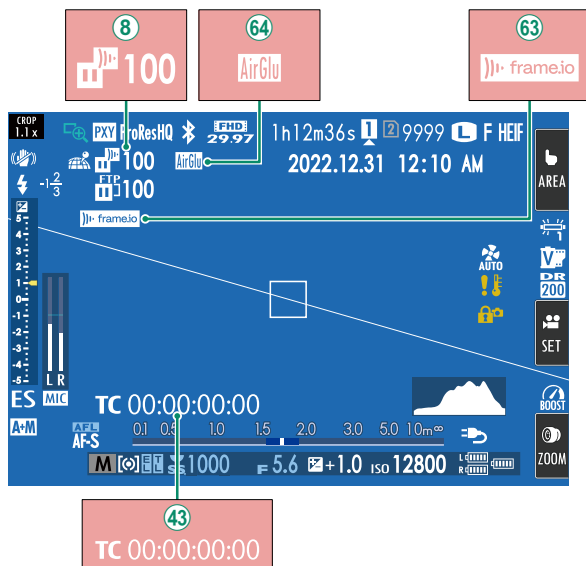 8 64 63
100 AirGlu frame.io
CROP 1.1 x PXY ProResHQ FHD 29.97 1h12m36s 1 2 9999 L F HEIF
100 AirGlu 2022.12.31 12:10 AM
-1 2/3 FTP 100
frame.io
AREA
5
4
3
2
1
0
-1
-2
-3
-4
-5
L R
1
V
DR 200
AUTO
SET
ES MIC
TC 00:00:00:00
BOOST
A+M
0.1 0.5 1.0 1.5 2.0 3.0 5.0 10m ∞
AFL
AF-S
M E L SS 1000 F 5.6 +1.0 ISO 12800 L R
ZOOM
43
TC 00:00:00:00